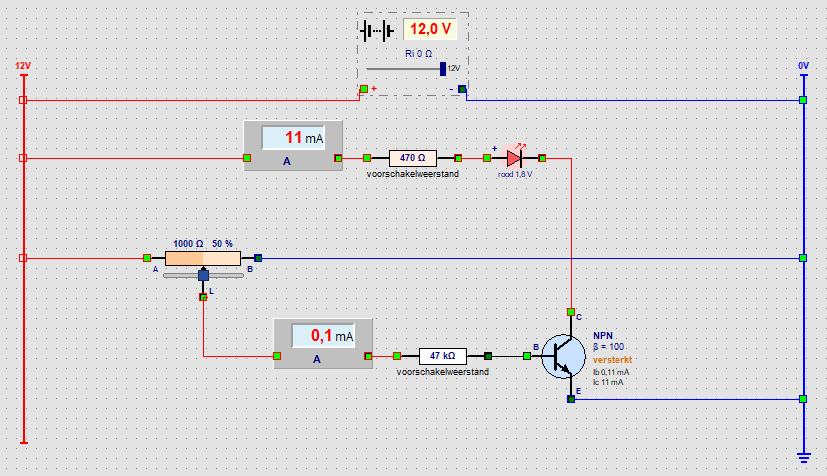 12,0 V
Ri 0 Ω
12V
+ -
12V
0V
11 mA
A
470 Ω
voorschakelweerstand
+
rood 1,8 V
1000 Ω 50 %
A
B
L
0,1 mA
A
47 kΩ
voorschakelweerstand
C
B
E
NPN
β = 100
versterkt
Ib 0,11 mA
Ic 11 mA